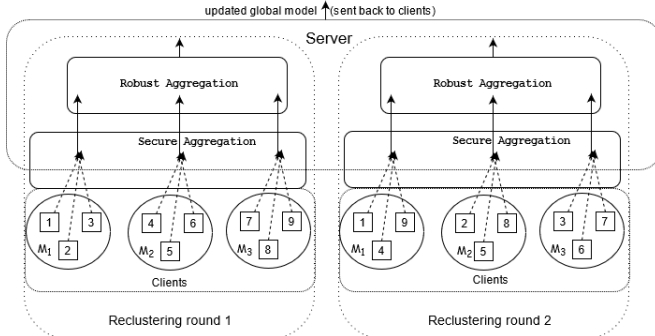 updated global model (sent back to clients)
Server
Robust Aggregation Robust Aggregation
Secure Aggregation Secure Aggregation
1 3 4 6 7 9 1 9 2 8 3 7
M1 2 M2 5 M3 8 M1 4 M2 5 M3 6
Clients Clients
Reclustering round 1 Reclustering round 2